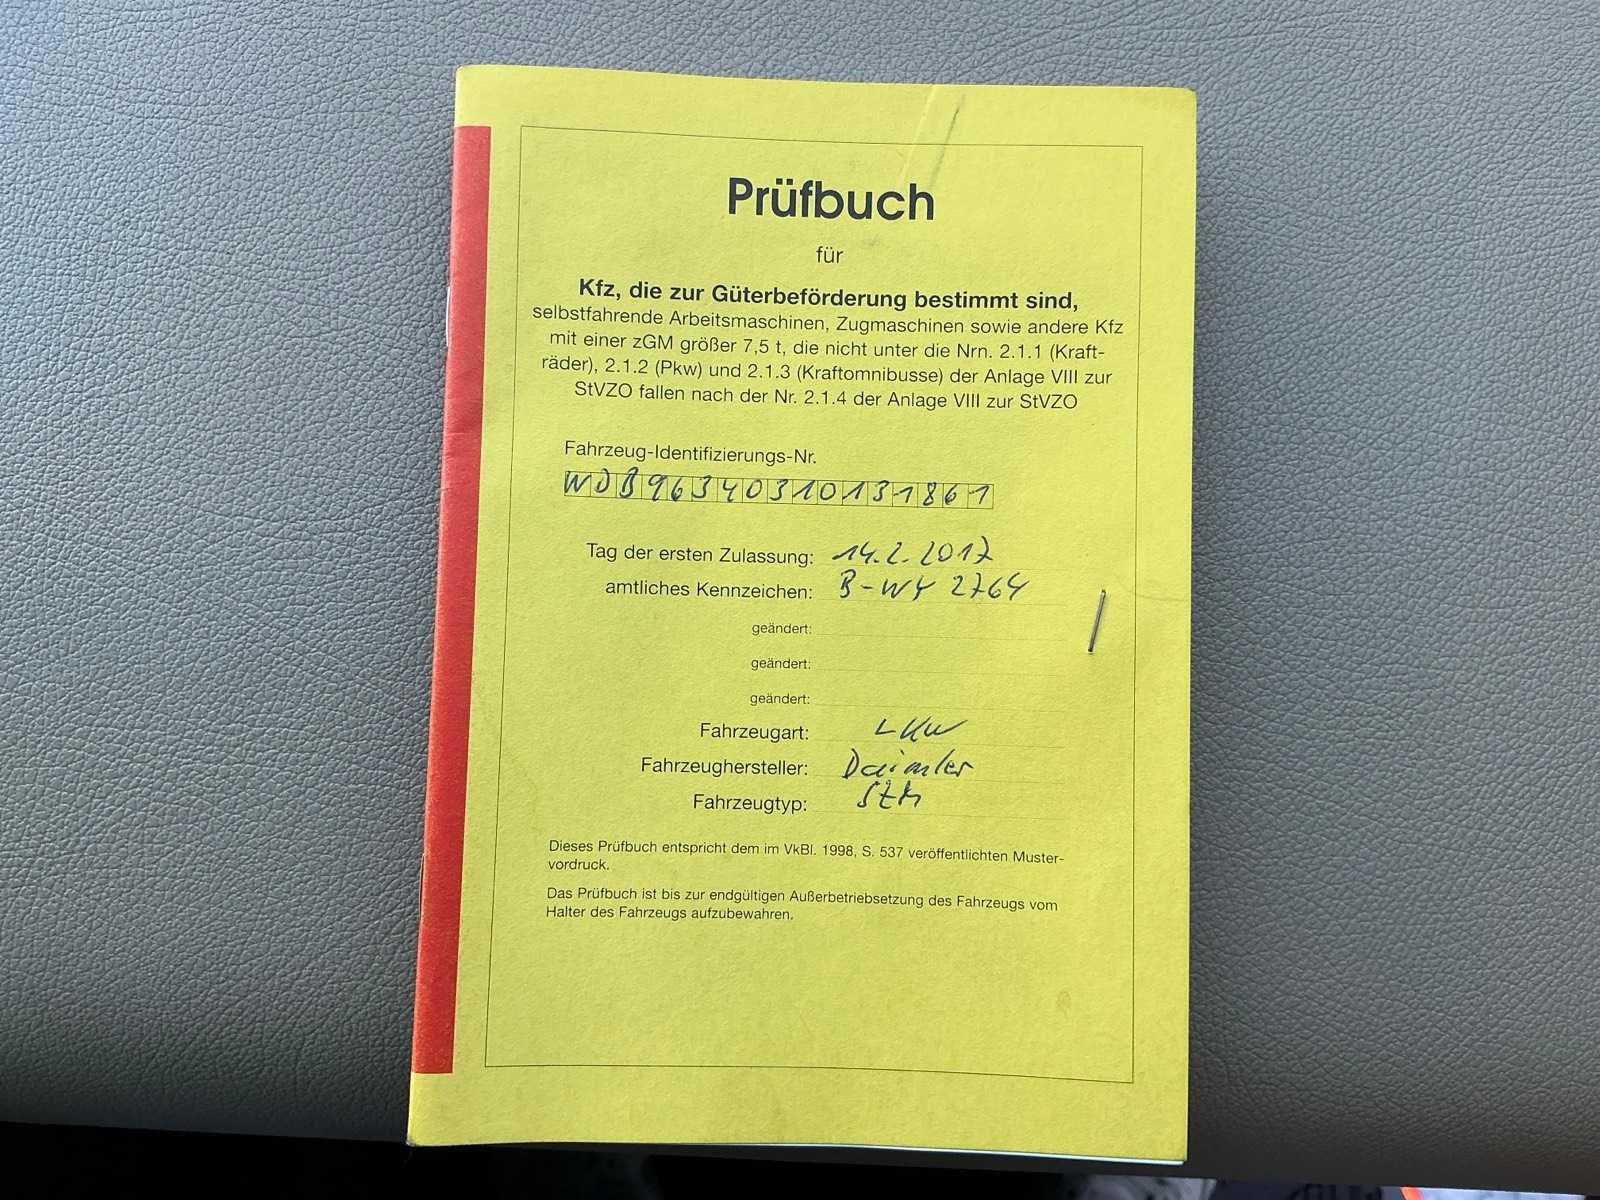 Prüfbuch
für
Kfz, die zur Güterbeförderung bestimmt sind,
selbstfahrende Arbeitsmaschinen, Zugmaschinen sowie andere Kfz
mit einer zGM größer 7,5 t, die nicht unter die Nrn. 2.1.1 (Kraft-
räder), 2.1.2 (Pkw) und 2.1.3 (Kraftomnibusse) der Anlage VIII zur
StVZO fallen nach der Nr. 2.1.4 der Anlage VIII zur StVZO
Fahrzeug-Identifizierungs-Nr.
WDB96340310131861
Tag der ersten Zulassung: 14.2.2017
amtliches Kennzeichen: B-WY 2764
geändert:
geändert:
geändert:
Fahrzeugart: LKW
Fahrzeughersteller: Daimler
Fahrzeugtyp:
Dieses Prüfbuch entspricht dem im VkBl. 1998, S. 537 veröffentlichten Muster-
vordruck.
Das Prüfbuch ist bis zur endgültigen Außerbetriebsetzung des Fahrzeugs vom
Halter des Fahrzeugs aufzubewahren.